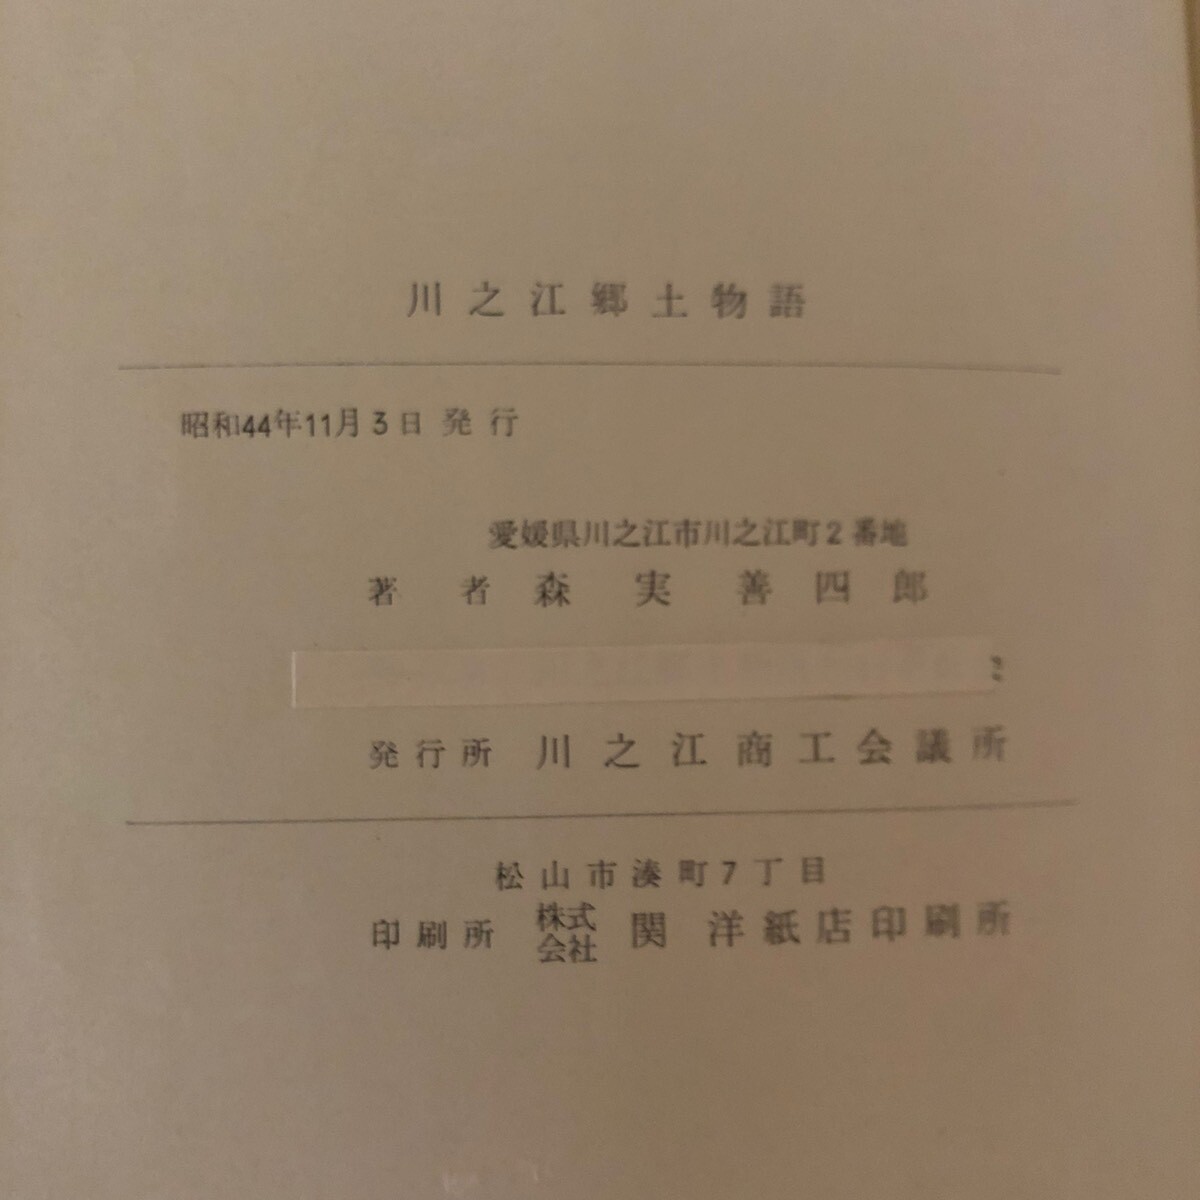 川之江郷土物語
昭和44年11月3日 発行
愛媛県川之江市川之江町2番地
著者 森実善四郎
発行所 川之江商工会議所
松山市湊町7丁目
印刷所 株式会社 関洋紙店印刷所